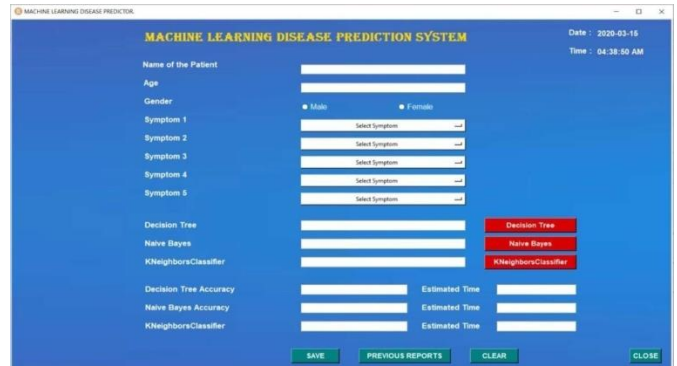 MACHINE LEARNING DISEASE PREDICTOR.
MACHINE LEARNING DISEASE PREDICTION SYSTEM
Date : 2020-03-15
Time : 04:38:50 AM
Name of the Patient
Age
Gender Male Female
Symptom 1 Select Symptom
Symptom 2 Select Symptom
Symptom 3 Select Symptom
Symptom 4 Select Symptom
Symptom 5 Select Symptom
Decision Tree Decision Tree
Naive Bayes Naive Bayes
KNeighborsClassifier KNeighborsClassifier
Decision Tree Accuracy Estimated Time
Naive Bayes Accuracy Estimated Time
KNeighborsClassifier Estimated Time
SAVE PREVIOUS REPORTS CLEAR CLOSE